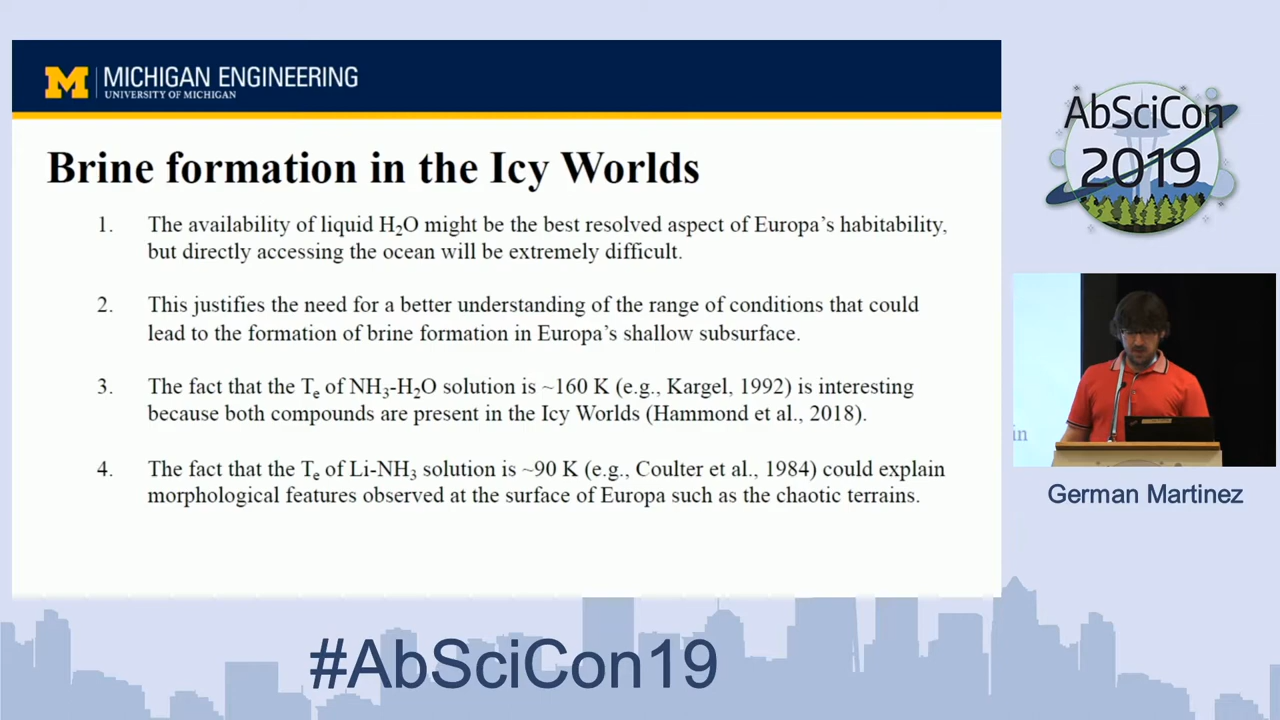 MICHIGAN ENGINEERING
UNIVERSITY OF MICHIGAN
Brine formation in the Icy Worlds
1. The availability of liquid H₂O might be the best resolved aspect of Europa's habitability,
but directly accessing the ocean will be extremely difficult.
2. This justifies the need for a better understanding of the range of conditions that could
lead to the formation of brine formation in Europa's shallow subsurface.
3. The fact that the Tₑ of NH₃-H₂O solution is ~160 K (e.g., Kargel, 1992) is interesting
because both compounds are present in the Icy Worlds (Hammond et al., 2018).
4. The fact that the Tₑ of Li-NH₃ solution is ~90 K (e.g., Coulter et al., 1984) could explain
morphological features observed at the surface of Europa such as the chaotic terrains.
AbSciCon
2019
in
German Martinez
#AbSciCon19